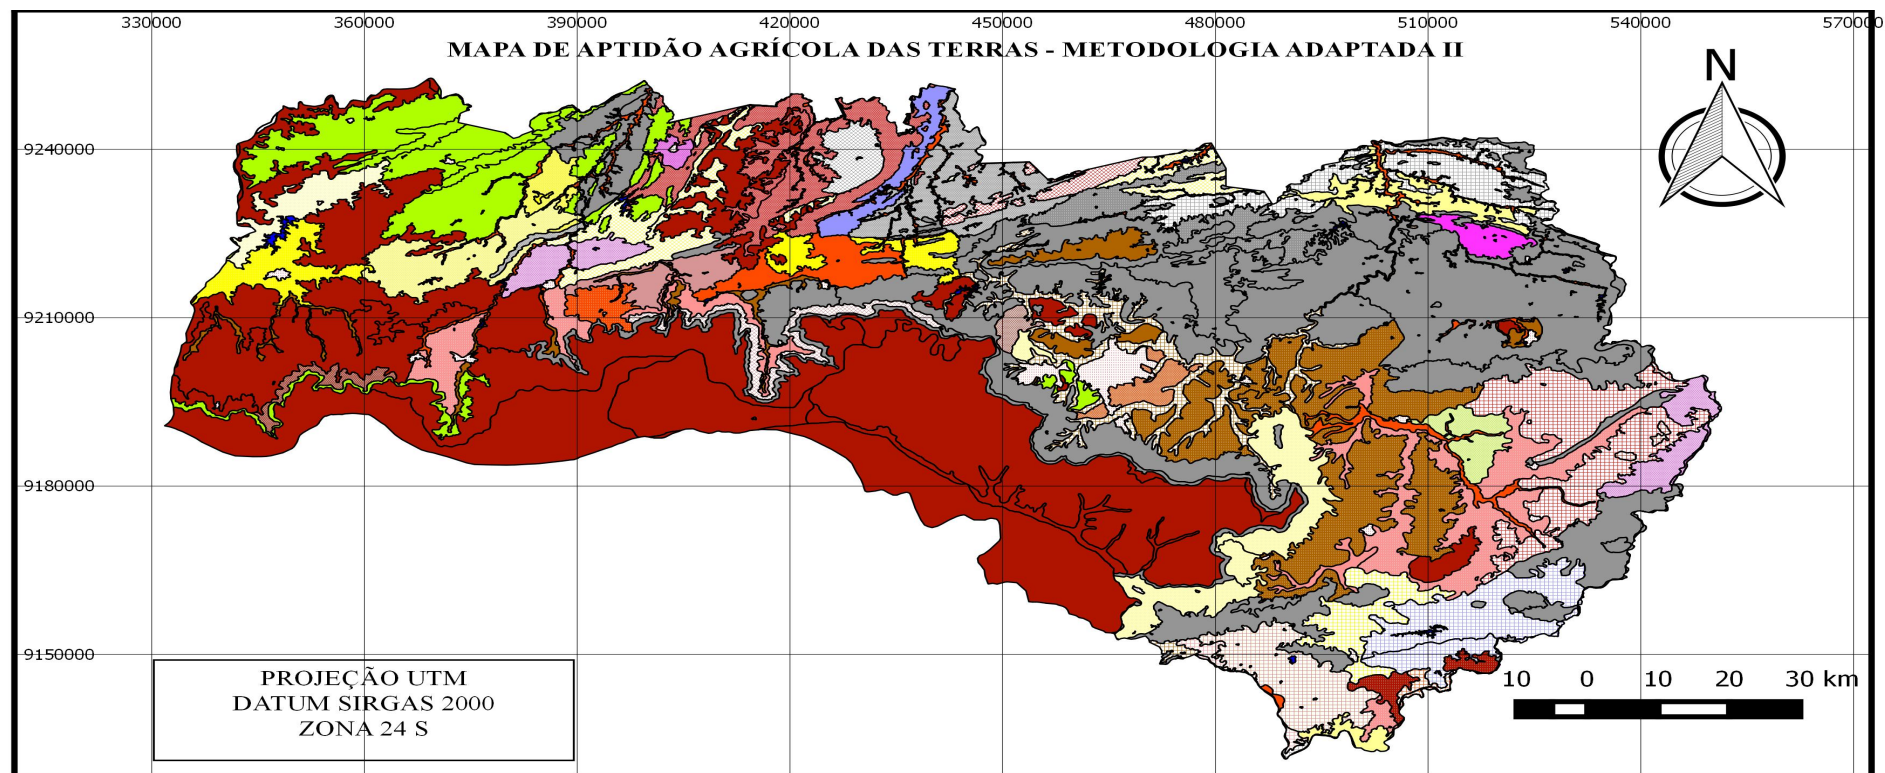 330000 360000 390000 420000 450000 480000 510000 540000 570000
MAPA DE APTIDÃO AGRÍCOLA DAS TERRAS - METODOLOGIA ADAPTADA II
N
9240000
9210000
9180000
9150000
PROJEÇÃO UTM
DATUM SIRGAS 2000
ZONA 24 S
10 0 10 20 30 km